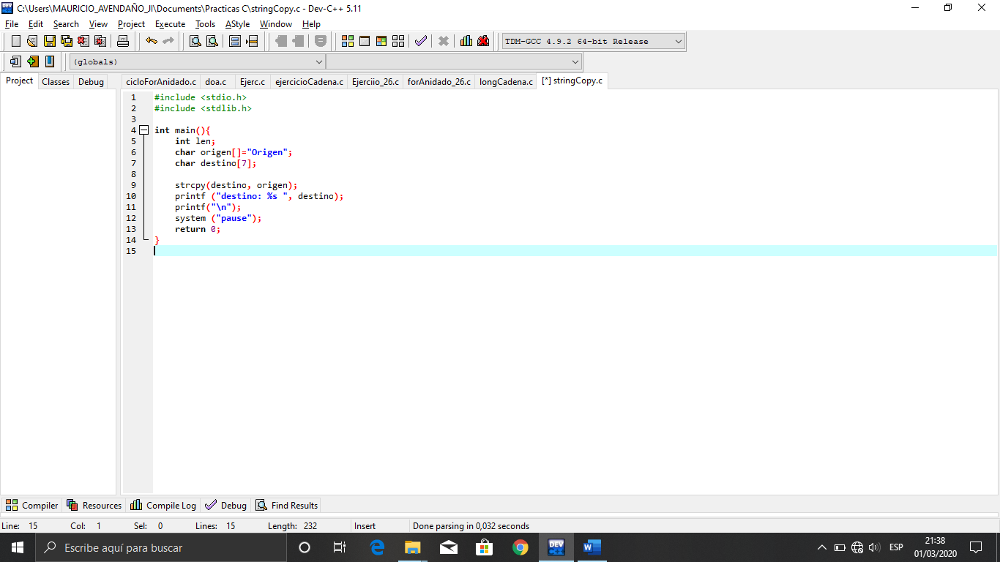 C:\Users\MAURICIO_AVENDAÑO_JI\Documents\Practicas C\stringCopy.c - Dev-C++ 5.11
File Edit Search View Project Execute Tools AStyle Window Help
TDM-GCC 4.9.2 64-bit Release
(globals)
Project Classes Debug cicloForAnidado.c doa.c Ejerc.c ejercicioCadena.c Ejerciio_26.c forAnidado_26.c longCadena.c [*] stringCopy.c
1 #include <stdio.h>
2 #include <stdlib.h>
3
4 int main(){
5 int len;
6 char origen[]="Origen";
7 char destino[7];
8
9 strcpy(destino, origen);
10 printf ("destino: %s ", destino);
11 printf("\n");
12 system ("pause");
13 return 0;
14 }
15
Compiler Resources Compile Log Debug Find Results
Line: 15 Col: 1 Sel: 0 Lines: 15 Length: 232 Insert Done parsing in 0,032 seconds
Escribe aquí para buscar
DEV
W
ESP
21:38
01/03/2020